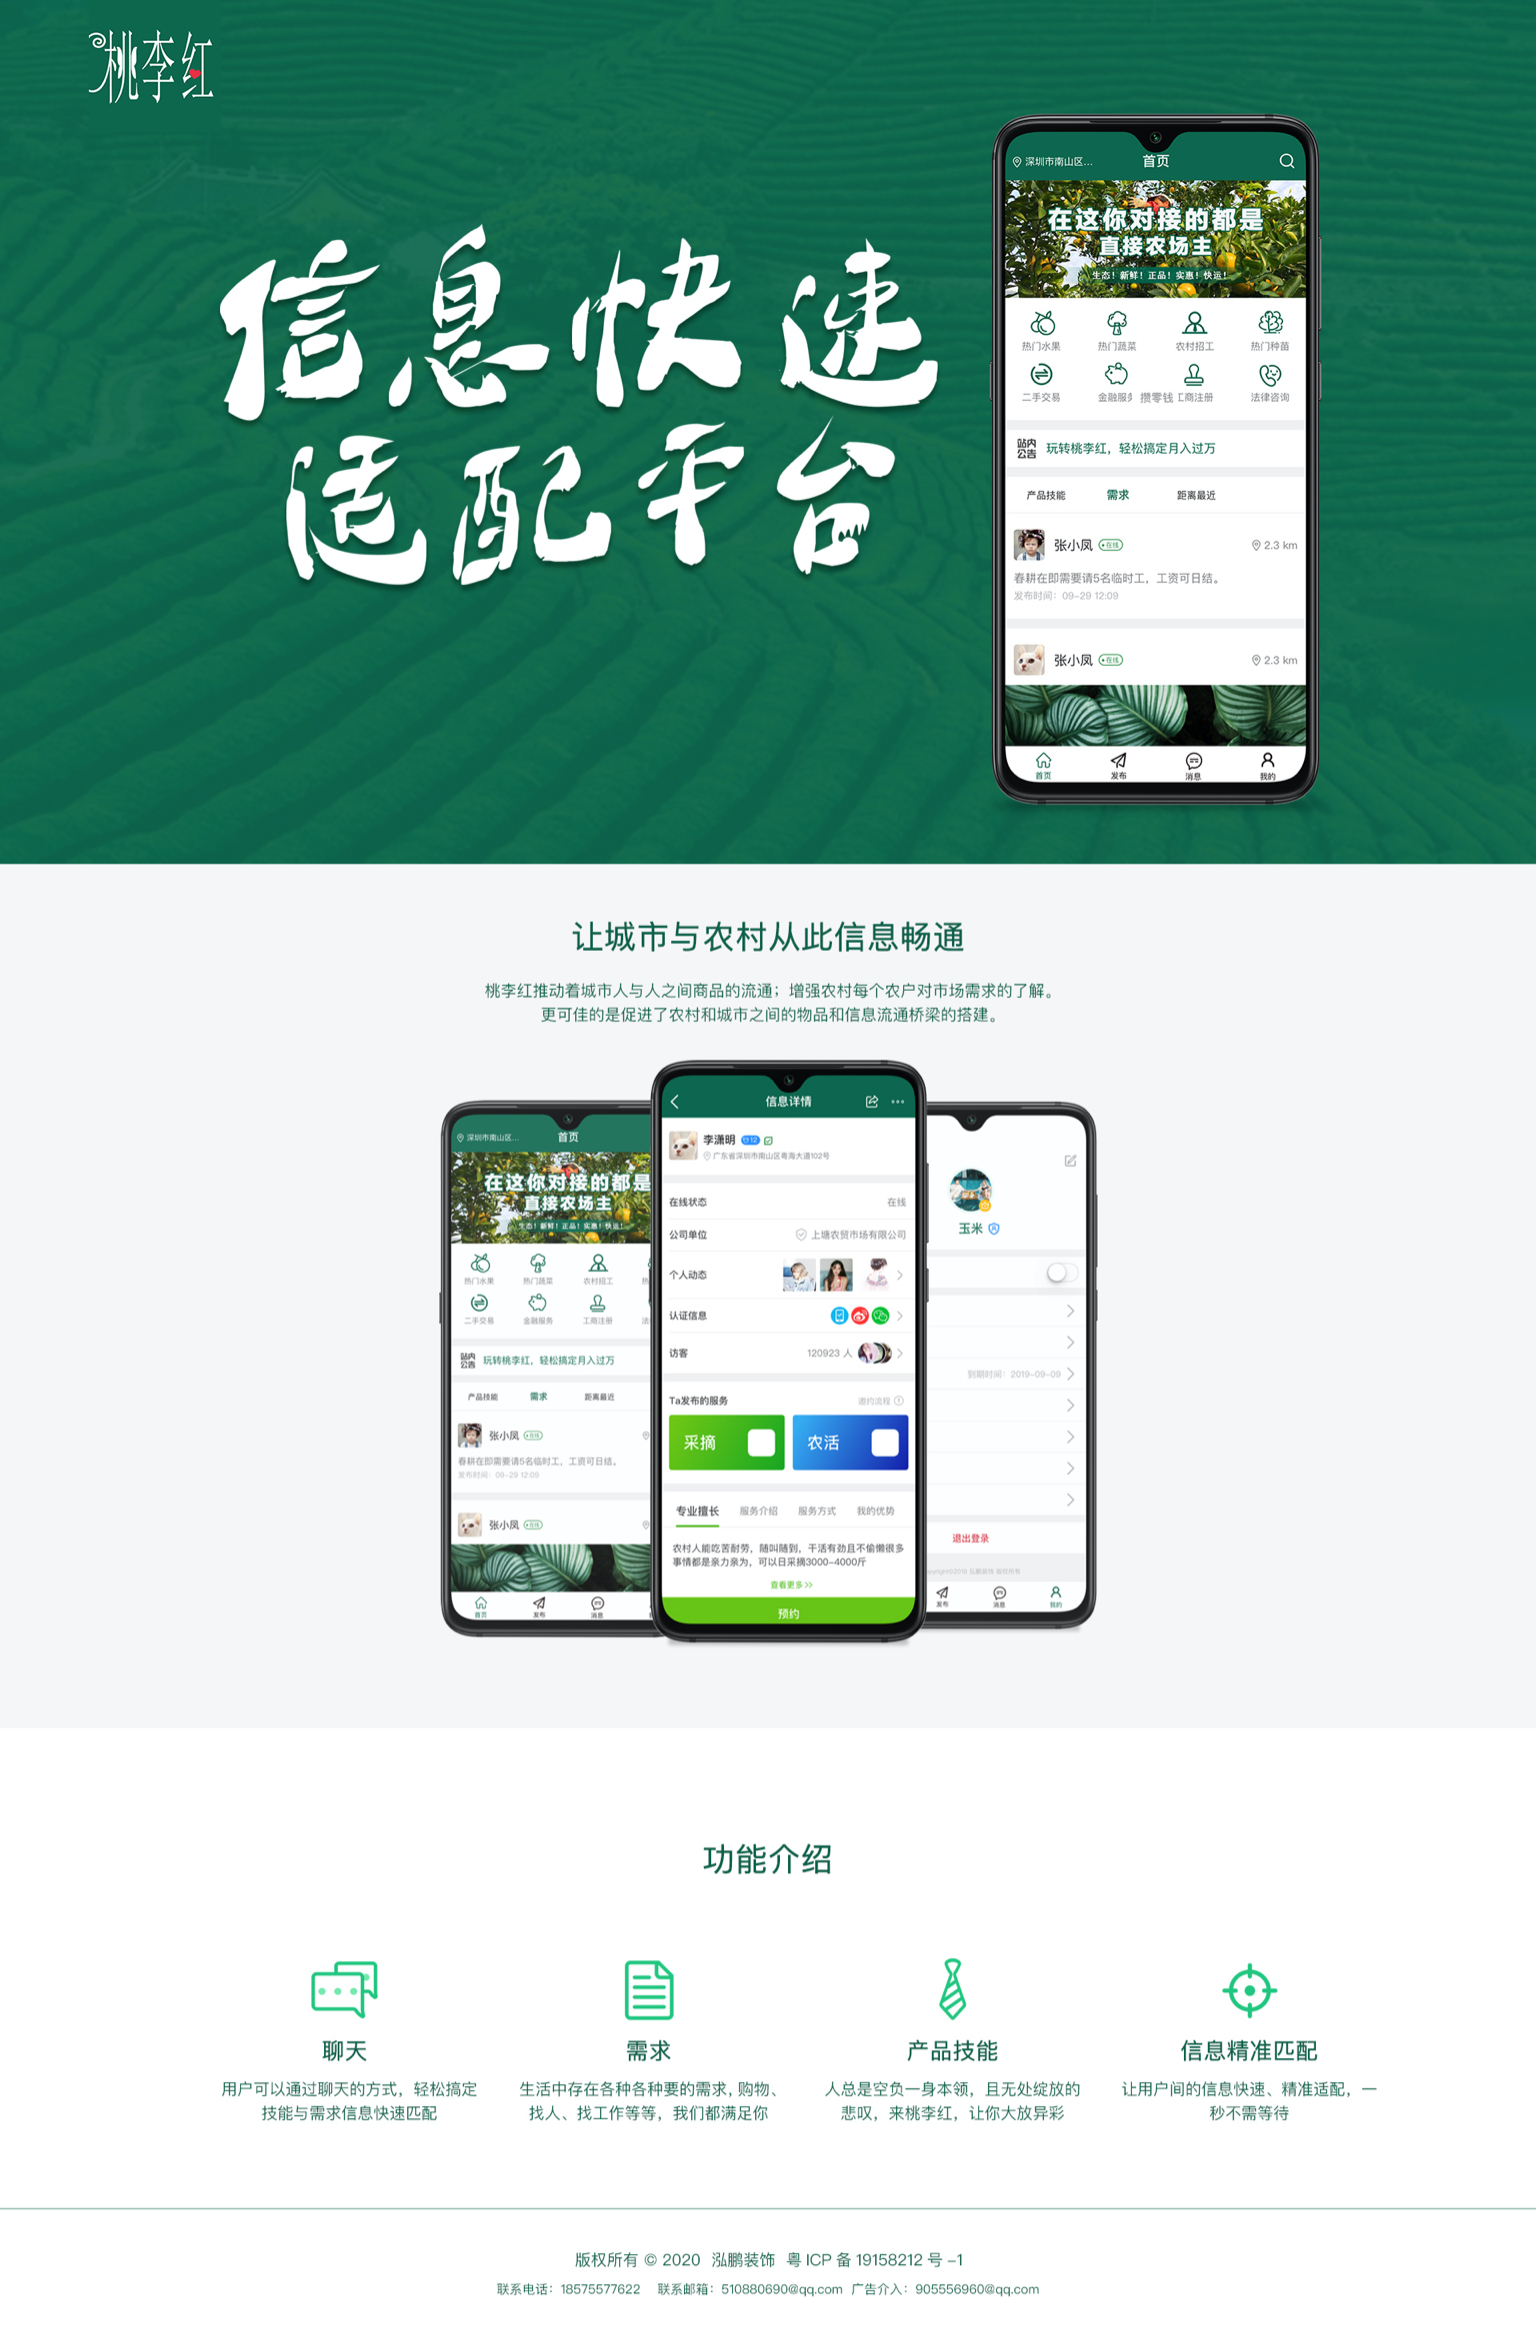 桃李红
信息快速
适配平台
深圳市南山区...
首页
在这你对接的都是
直接农场主
生态！新鲜！正品！实惠！快运！
热门水果 热门蔬菜 农村招工 热门种苗
二手交易 金融服务 攒零钱 工商注册 法律咨询
站内公告 玩转桃李红，轻松搞定月入过万
产品技能 需求 距离最近
张小凤 在线 2.3 km
春耕在即需要请5名临时工，工资可日结。
发布时间：09-29 12:09
张小凤 在线 2.3 km
首页 发布 消息 我的
让城市与农村从此信息畅通
桃李红推动着城市人与人之间商品的流通；增强农村每个农户对市场需求的了解。
更可佳的是促进了农村和城市之间的物品和信息流通桥梁的搭建。
深圳市南山区...
首页
在这你对接的都是
直接农场主
生态！新鲜！正品！实惠！快运！
热门水果 热门蔬菜 农村招工
二手交易 金融服务 工商注册
站内公告 玩转桃李红，轻松搞定月入过万
产品技能 需求 距离最近
张小凤 在线
春耕在即需要请5名临时工，工资可日结。
发布时间：09-29 12:09
张小凤 在线
首页 发布 消息
信息详情
李潇明 12
广东省深圳市南山区粤海大道102号
在线状态 在线
公司单位 上塘农贸市场有限公司
个人动态
认证信息
访客 120923 人
Ta发布的服务 邀约流程
采摘 农活
专业擅长 服务介绍 服务方式 我的优势
农村人能吃苦耐劳，随叫随到，干活有劲且不偷懒很多
事情都是亲力亲为，可以日采摘3000-4000斤
查看更多 >>
预约
玉米
到期时间：2019-09-09
退出登录
pyright©2019 泓鹏装饰 版权所有
发布 消息 我的
功能介绍
聊天
用户可以通过聊天的方式，轻松搞定
技能与需求信息快速匹配
需求
生活中存在各种各种要的需求，购物、
找人、找工作等等，我们都满足你
产品技能
人总是空负一身本领，且无处绽放的
悲叹，来桃李红，让你大放异彩
信息精准匹配
让用户间的信息快速、精准适配，一
秒不需等待
版权所有 © 2020 泓鹏装饰 粤 ICP 备 19158212 号 -1
联系电话：18575577622 联系邮箱：510880690@qq.com 广告介入：905556960@qq.com